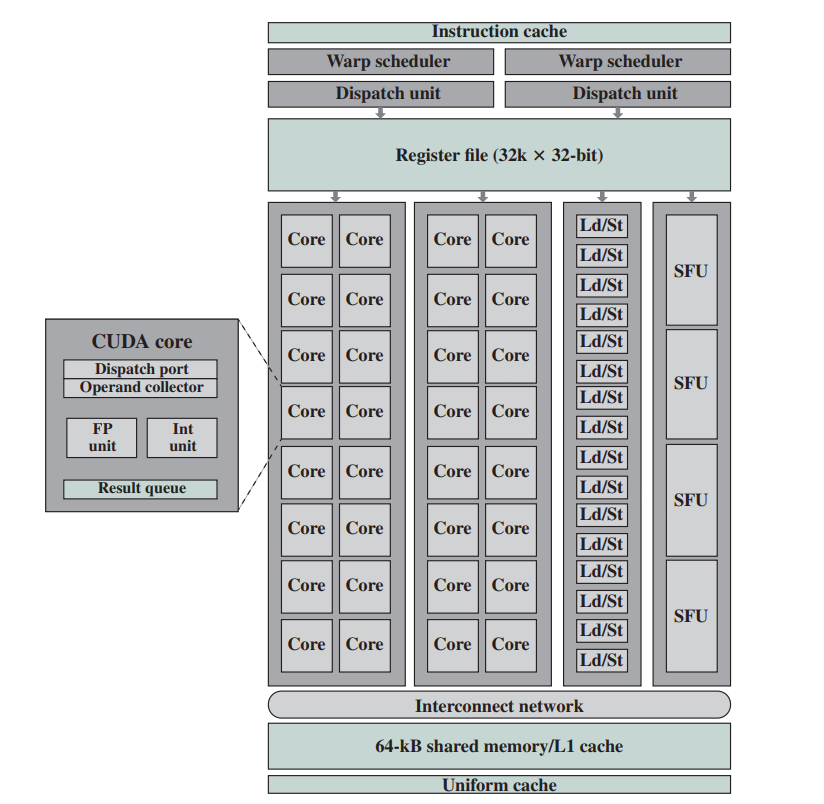 Instruction cache
Warp scheduler Warp scheduler
Dispatch unit Dispatch unit
Register file (32k × 32-bit)
Core Core Core Core Ld/St
Ld/St
SFU
Core Core Core Core Ld/St
Ld/St
Core Core Core Core Ld/St
Ld/St
SFU
Core Core Core Core Ld/St
Ld/St
Core Core Core Core Ld/St
Ld/St
SFU
Core Core Core Core Ld/St
Ld/St
Core Core Core Core Ld/St
Ld/St
SFU
Core Core Core Core Ld/St
Ld/St
CUDA core
Dispatch port
Operand collector
FP
unit
Int
unit
Result queue
Interconnect network
64-kB shared memory/L1 cache
Uniform cache